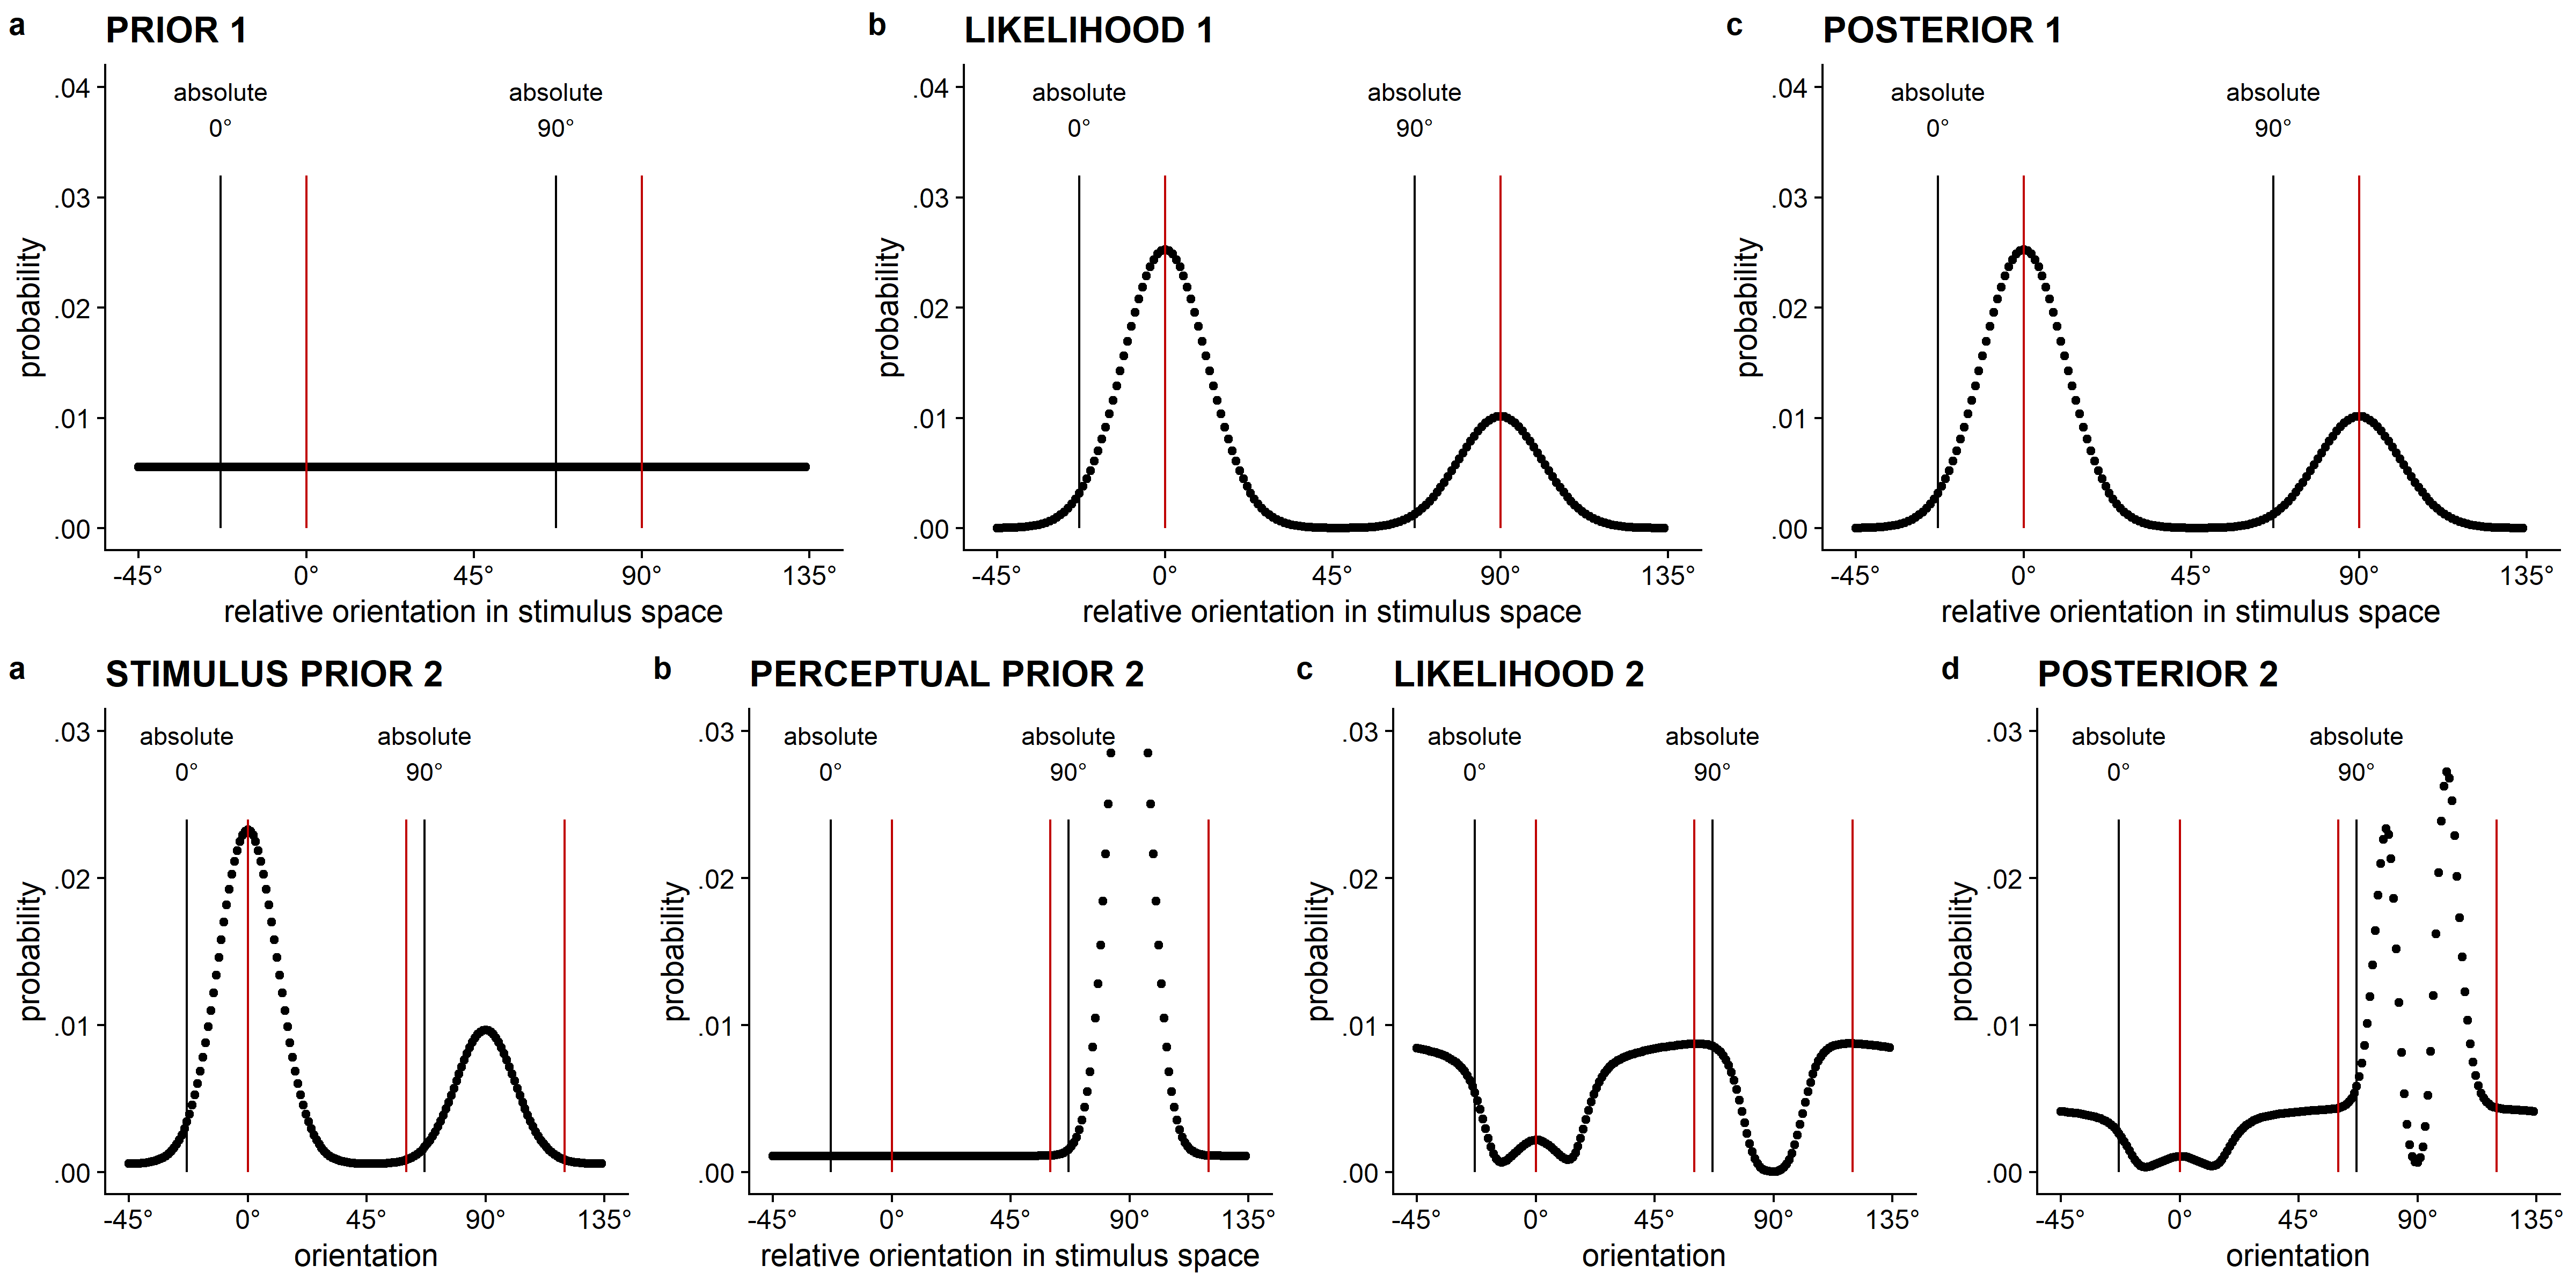 a PRIOR 1
.04
.03
.02
.01
.00
probability
absolute
0°
absolute
90°
-45° 0° 45° 90° 135°
relative orientation in stimulus space
b LIKELIHOOD 1
.04
.03
.02
.01
.00
probability
absolute
0°
absolute
90°
-45° 0° 45° 90° 135°
relative orientation in stimulus space
c POSTERIOR 1
.04
.03
.02
.01
.00
probability
absolute
0°
absolute
90°
-45° 0° 45° 90° 135°
relative orientation in stimulus space
a STIMULUS PRIOR 2
.03
.02
.01
.00
probability
absolute
0°
absolute
90°
-45° 0° 45° 90° 135°
orientation
b PERCEPTUAL PRIOR 2
.03
.02
.01
.00
probability
absolute
0°
absolute
90°
-45° 0° 45° 90° 135°
relative orientation in stimulus space
c LIKELIHOOD 2
.03
.02
.01
.00
probability
absolute
0°
absolute
90°
-45° 0° 45° 90° 135°
orientation
d POSTERIOR 2
.03
.02
.01
.00
probability
absolute
0°
absolute
90°
-45° 0° 45° 90° 135°
orientation